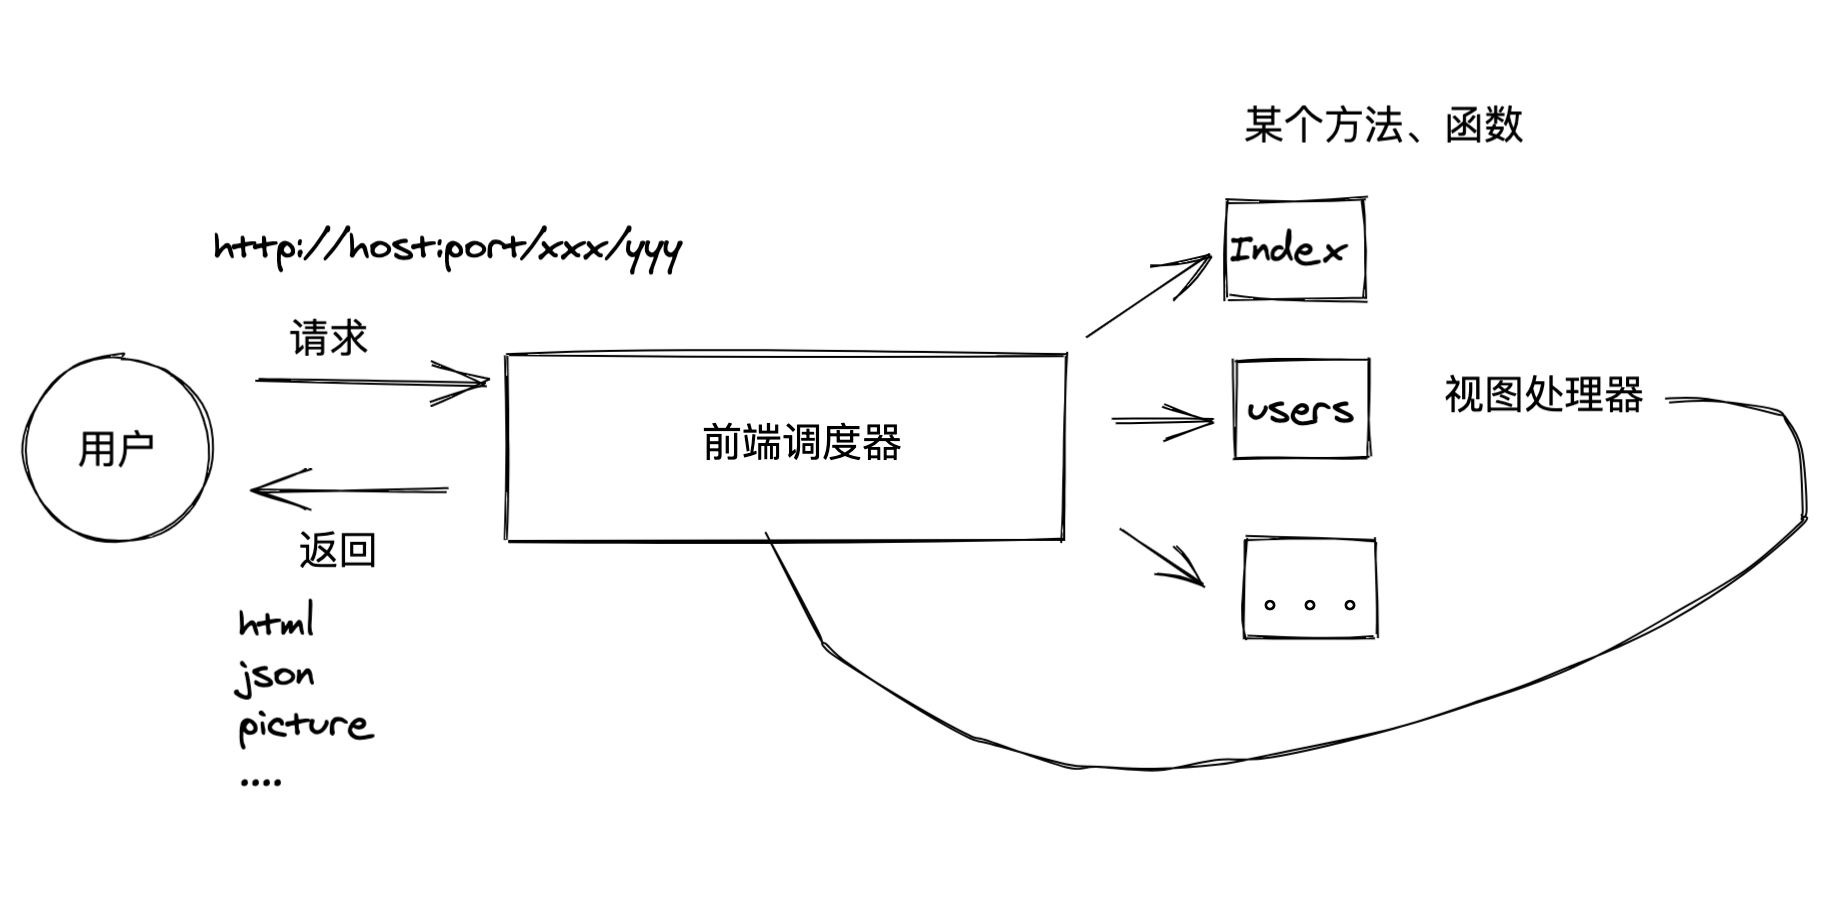 某个方法、函数
http://host:port/xxx/yyy
Index
请求
用户
前端调度器
users
视图处理器
返回
html
json
picture
....